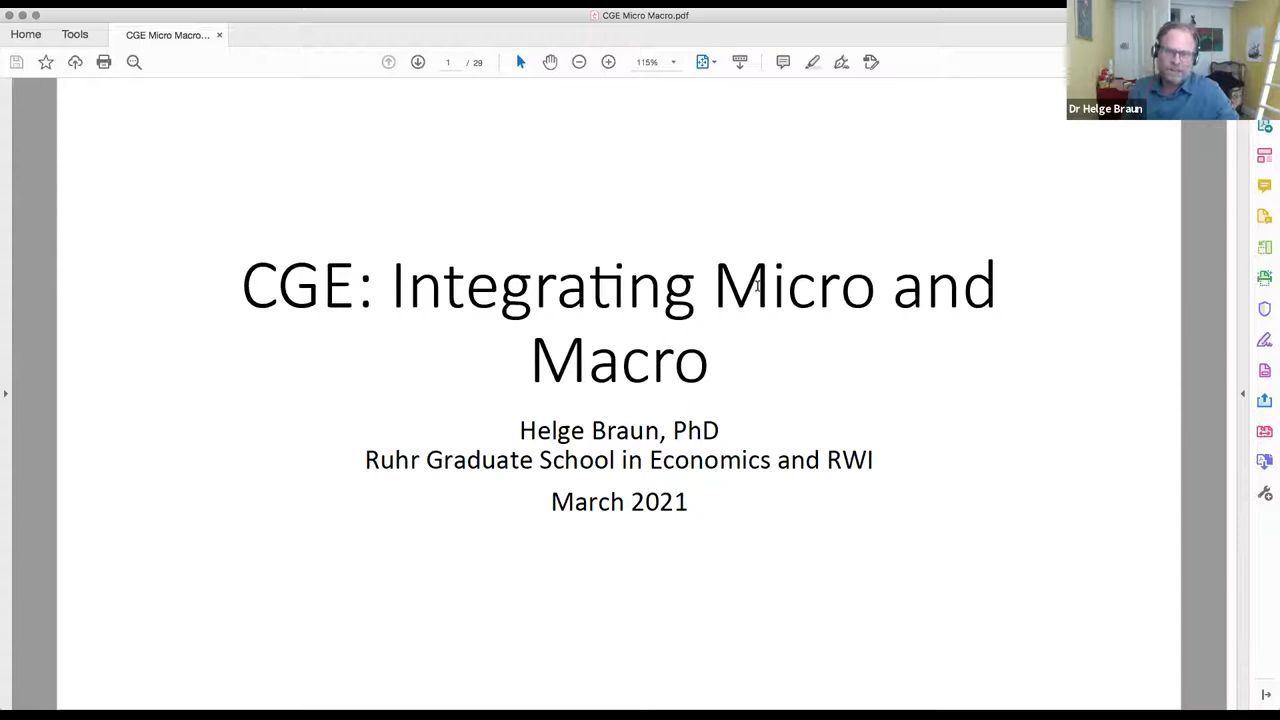 CGE Micro Macro.pdf
Home Tools CGE Micro Macro... ×
1 / 29 115%
Dr Helge Braun
CGE: Integrating Micro and
Macro
Helge Braun, PhD
Ruhr Graduate School in Economics and RWI
March 2021